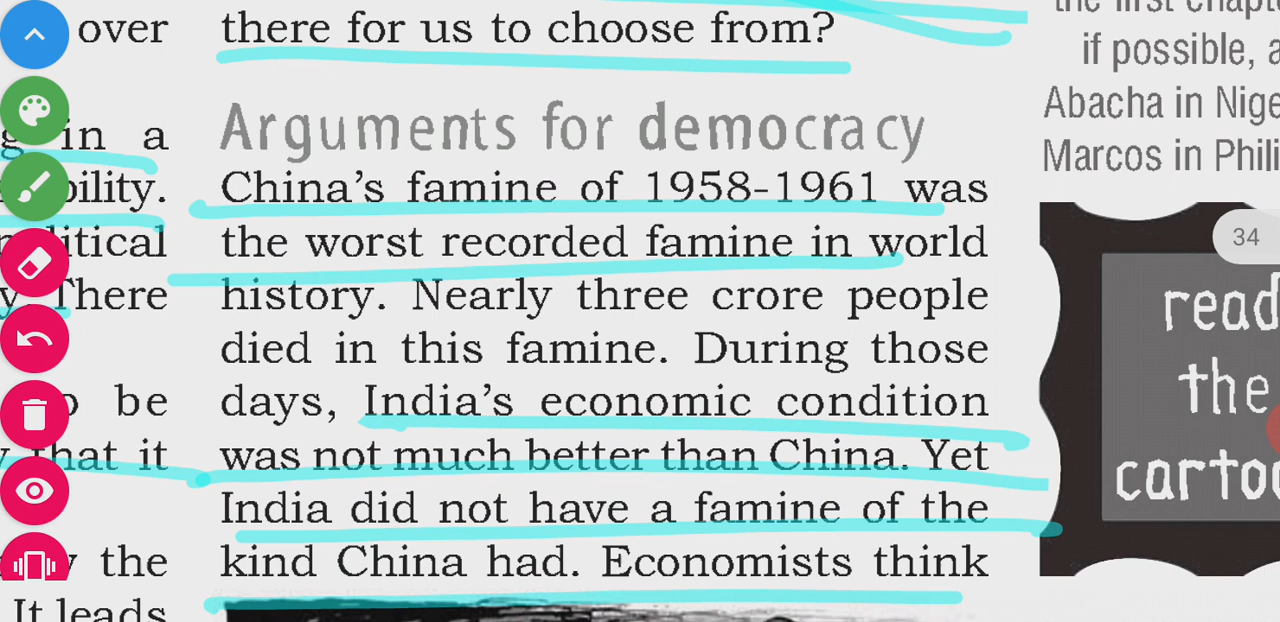 over
in a
bility.
litical
There
be
that it
the
It leads
there for us to choose from?
Arguments for democracy
China's famine of 1958-1961 was
the worst recorded famine in world
history. Nearly three crore people
died in this famine. During those
days, India's economic condition
was not much better than China. Yet
India did not have a famine of the
kind China had. Economists think
the first chapte
if possible, a
Abacha in Nige
Marcos in Phili
34
read
the
cartoo